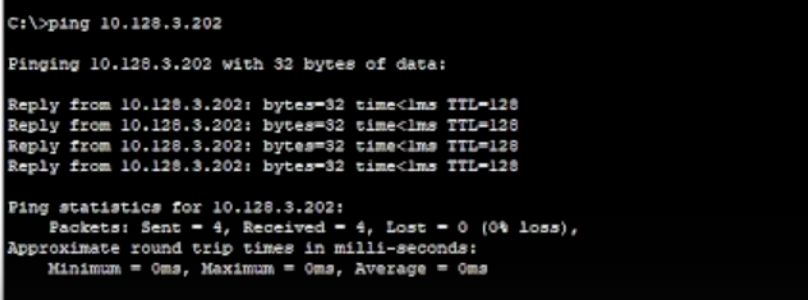 C:\>ping 10.128.3.202
Pinging 10.128.3.202 with 32 bytes of data:
Reply from 10.128.3.202: bytes=32 time<1ms TTL=128
Reply from 10.128.3.202: bytes=32 time<1ms TTL=128
Reply from 10.128.3.202: bytes=32 time<1ms TTL=128
Reply from 10.128.3.202: bytes=32 time<1ms TTL=128
Ping statistics for 10.128.3.202:
Packets: Sent = 4, Received = 4, Lost = 0 (0% loss),
Approximate round trip times in milli-seconds:
Minimum = 0ms, Maximum = 0ms, Average = 0ms